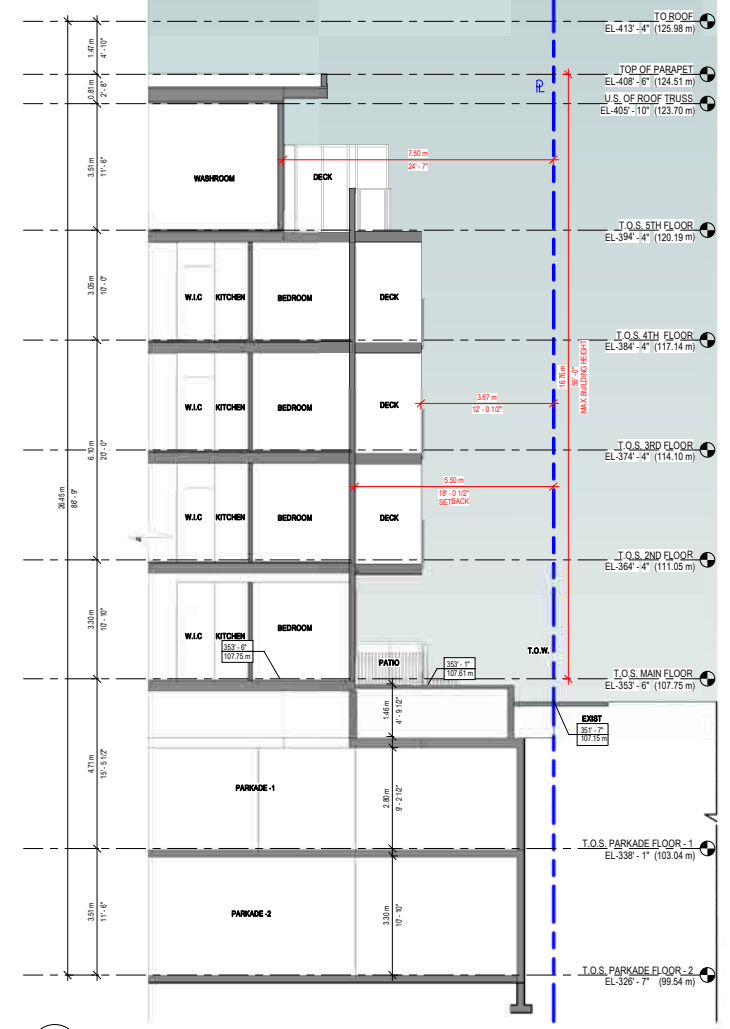 T.O ROOF
EL-413' - 4" (125.98 m)
TOP OF PARAPET
EL-408' - 6" (124.51 m)
U.S. OF ROOF TRUSS
EL-405' - 10" (123.70 m)
T.O.S. 5TH FLOOR
EL-394' - 4" (120.19 m)
T.O.S. 4TH FLOOR
EL-384' - 4" (117.14 m)
T.O.S. 3RD FLOOR
EL-374' - 4" (114.10 m)
T.O.S. 2ND FLOOR
EL-364' - 4" (111.05 m)
T.O.S. MAIN FLOOR
EL-353' - 6" (107.75 m)
T.O.S. PARKADE FLOOR - 1
EL-338' - 1" (103.04 m)
T.O.S. PARKADE FLOOR - 2
EL-326' - 7" (99.54 m)
1.47 m
4' - 10"
0.81 m
2' - 8"
3.51 m
11' - 6"
3.05 m
10' - 0"
6.10 m
20' - 0"
26.45 m
86' - 9"
3.30 m
10' - 10"
4.71 m
15' - 5 1/2"
3.51 m
11' - 6"
PL
7.50 m
24' - 7"
WASHROOM
DECK
W.I.C KITCHEN BEDROOM DECK
16.76 m
55' - 0"
MAX. BUILDING HEIGHT
3.67 m
12' - 0 1/2"
W.I.C KITCHEN BEDROOM DECK
5.50 m
18' - 0 1/2"
SETBACK
W.I.C KITCHEN BEDROOM DECK
W.I.C KITCHEN BEDROOM
353' - 6"
107.75 m
PATIO
353' - 1"
107.61 m
T.O.W.
EXIST
351' - 7"
107.15 m
1.46 m
4' - 9 1/2"
PARKADE -1
2.80 m
9' - 2 1/2"
PARKADE -2
3.30 m
10' - 10"